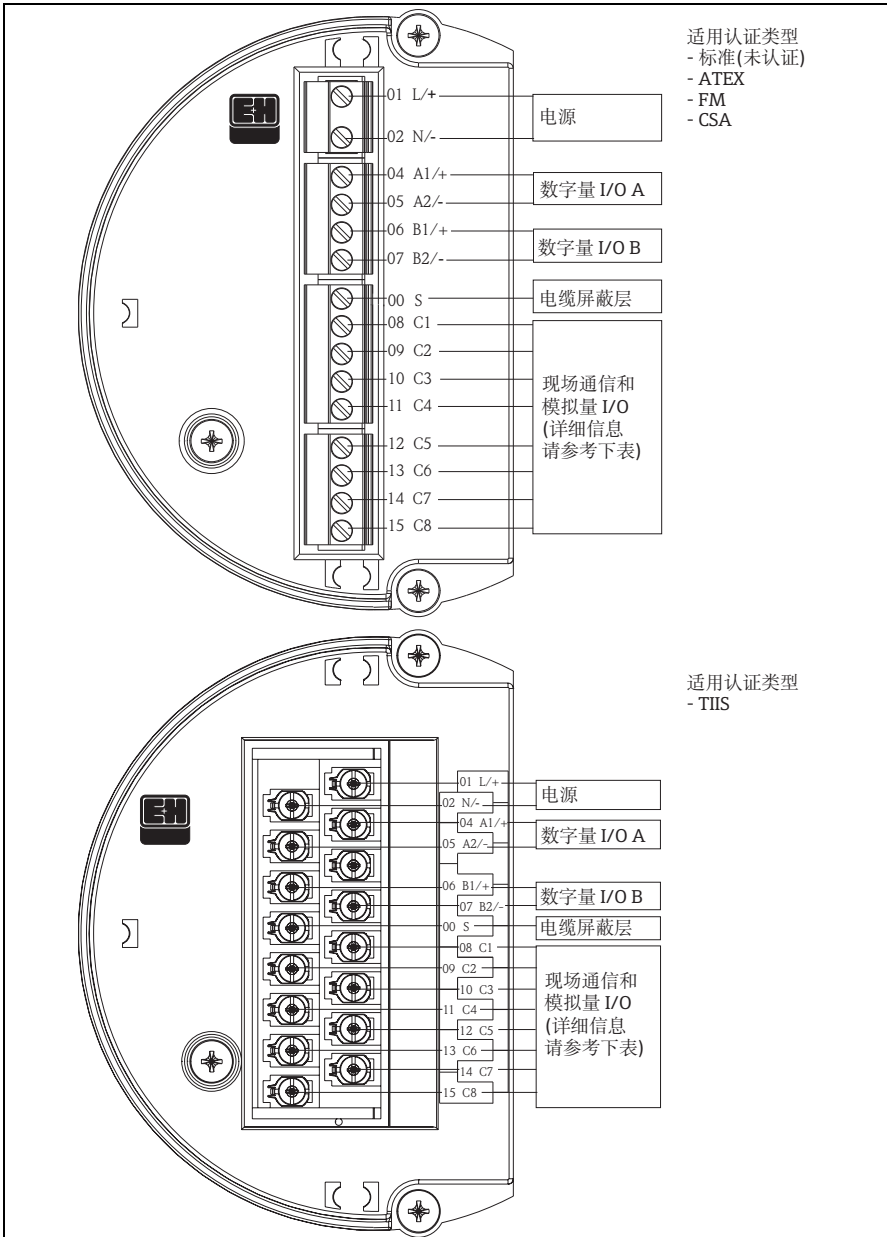 适用认证类型
- 标准(未认证)
- ATEX
- FM
- CSA
E+H
01 L/+
02 N/-
电源
04 A1/+
05 A2/-
数字量 I/O A
06 B1/+
07 B2/-
数字量 I/O B
00 S
电缆屏蔽层
08 C1
09 C2
10 C3
11 C4
12 C5
13 C6
14 C7
15 C8
现场通信和
模拟量 I/O
(详细信息
请参考下表)
适用认证类型
- TIIS
E+H
01 L/+
02 N/-
电源
04 A1/+
05 A2/-
数字量 I/O A
06 B1/+
07 B2/-
数字量 I/O B
00 S
电缆屏蔽层
08 C1
09 C2
10 C3
11 C4
12 C5
13 C6
14 C7
15 C8
现场通信和
模拟量 I/O
(详细信息
请参考下表)